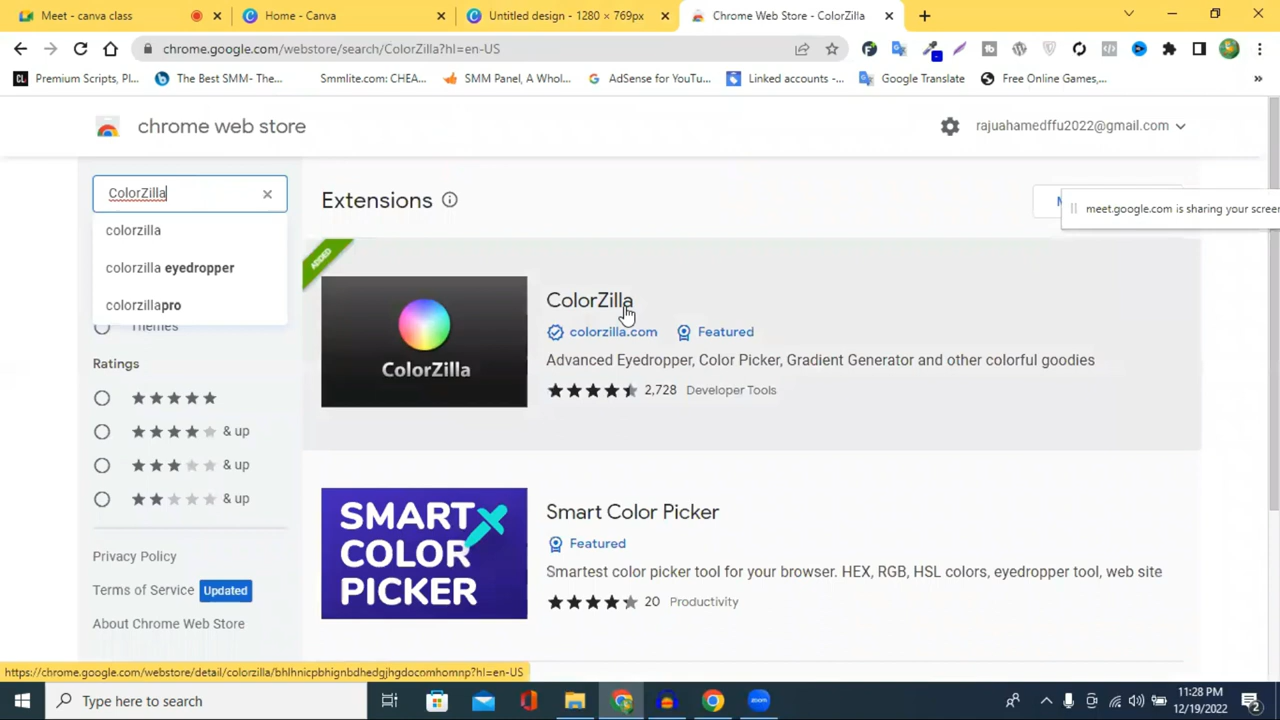 Meet - canva class
Home - Canva
Untitled design - 1280 × 769px
Chrome Web Store - ColorZilla
chrome.google.com/webstore/search/ColorZilla?hl=en-US
Premium Scripts, Pl...
The Best SMM- The...
Smmlite.com: CHEA...
SMM Panel, A Whol...
AdSense for YouTu...
Linked accounts -...
Google Translate
Free Online Games,...
chrome web store
rajuahamedffu2022@gmail.com
ColorZilla
Extensions
meet.google.com is sharing your screen
colorzilla
colorzilla eyedropper
colorzillapro
Themes
ADDED
ColorZilla
ColorZilla
colorzilla.com
Featured
Advanced Eyedropper, Color Picker, Gradient Generator and other colorful goodies
2,728
Developer Tools
Ratings
& up
& up
& up
SMART
COLOR
PICKER
Smart Color Picker
Featured
Smartest color picker tool for your browser. HEX, RGB, HSL colors, eyedropper tool, web site
20
Productivity
Privacy Policy
Terms of Service
Updated
About Chrome Web Store
https://chrome.google.com/webstore/detail/colorzilla/bhlhnicpbhignbdhedgjhgdocomhomnp?hl=en-US
Type here to search
zoom
11:28 PM
12/19/2022
2